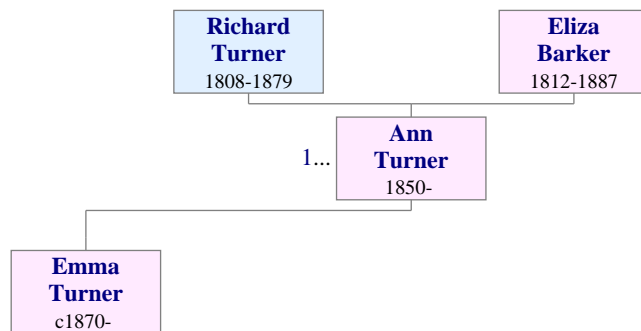 Richard
Turner
1808-1879
Eliza
Barker
1812-1887
1...
Ann
Turner
1850-
Emma
Turner
c1870-